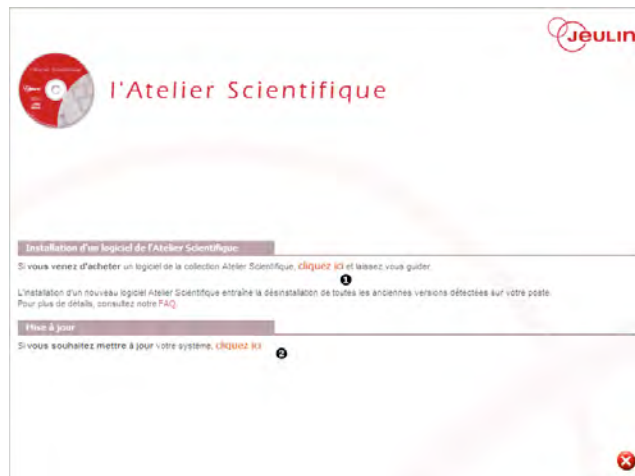 Jeulin
l'Atelier Scientifique
Installation d'un logiciel de l'Atelier Scientifique
Si vous venez d'acheter un logiciel de la collection Atelier Scientifique, cliquez ici et laissez vous guider
1
L'installation d'un nouveau logiciel Atelier Scientifique entraîne la désinstallation de toutes les anciennes versions détectées sur votre poste.
Pour plus de détails, consultez notre FAQ.
Mise à jour
Si vous souhaitez mettre à jour votre système, cliquez ici
2